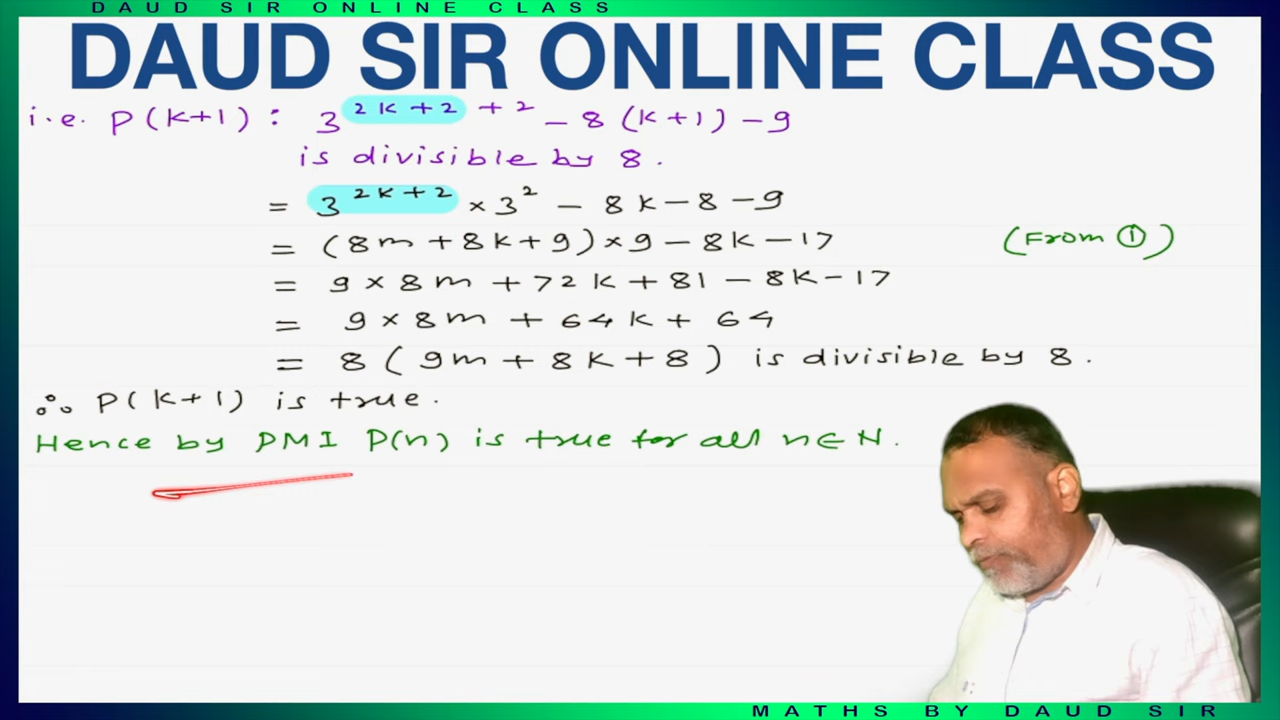 DAUD SIR ONLINE CLASS
DAUD SIR ONLINE CLASS
i.e. P(k+1) : 3^{2k+2+2} - 8(k+1) - 9
is divisible by 8.
= 3^{2k+2} × 3^2 - 8k - 8 - 9
= (8m + 8k + 9) × 9 - 8k - 17 (From ①)
= 9 × 8m + 72k + 81 - 8k - 17
= 9 × 8m + 64k + 64
= 8(9m + 8k + 8) is divisible by 8.
∴ P(k+1) is true.
Hence by PMI P(n) is true for all n ∈ N.
MATHS BY DAUD SIR